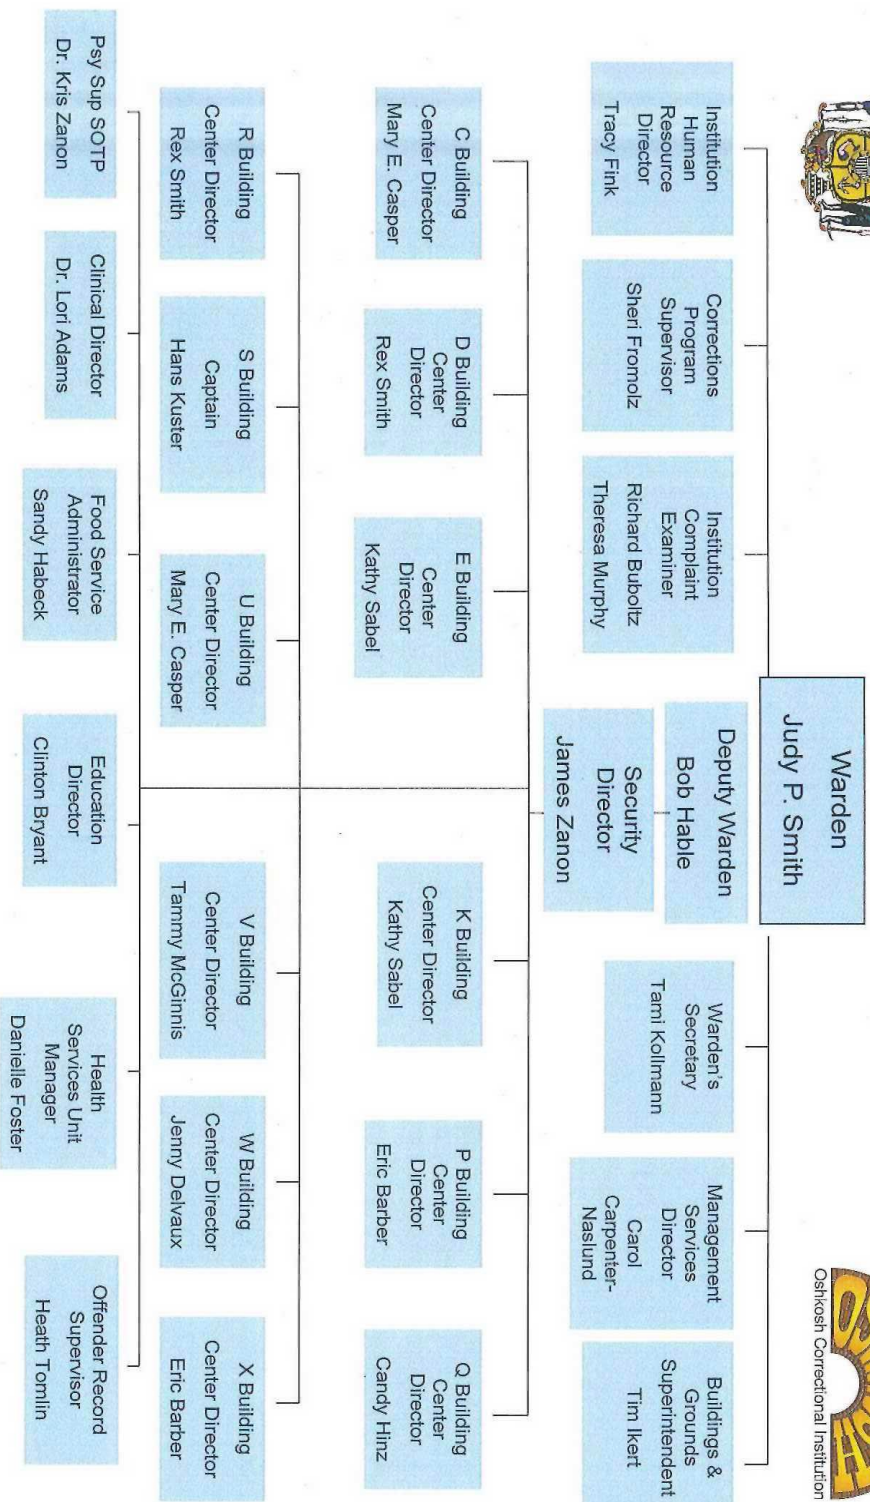 Oshkosh Correctional Institution
Warden
Judy P. Smith
Deputy Warden
Bob Hable
Security
Director
James Zanon
Institution
Human
Resource
Director
Tracy Fink
Corrections
Program
Supervisor
Sheri Fromolz
Institution
Complaint
Examiner
Richard Buboltz
Theresa Murphy
Warden's
Secretary
Tami Kollmann
Management
Services
Director
Carol
Carpenter-
Naslund
Buildings &
Grounds
Superintendent
Tim Ikert
C Building
Center Director
Mary E. Casper
D Building
Center
Director
Rex Smith
E Building
Center
Director
Kathy Sabel
K Building
Center Director
Kathy Sabel
P Building
Center
Director
Eric Barber
Q Building
Center
Director
Candy Hinz
R Building
Center Director
Rex Smith
S Building
Captain
Hans Kuster
U Building
Center Director
Mary E. Casper
V Building
Center Director
Tammy McGinnis
W Building
Center Director
Jenny Delvaux
X Building
Center Director
Eric Barber
Psy Sup SOTP
Dr. Kris Zanon
Clinical Director
Dr. Lori Adams
Food Service
Administrator
Sandy Habeck
Education
Director
Clinton Bryant
Health
Services Unit
Manager
Danielle Foster
Offender Record
Supervisor
Heath Tomlin